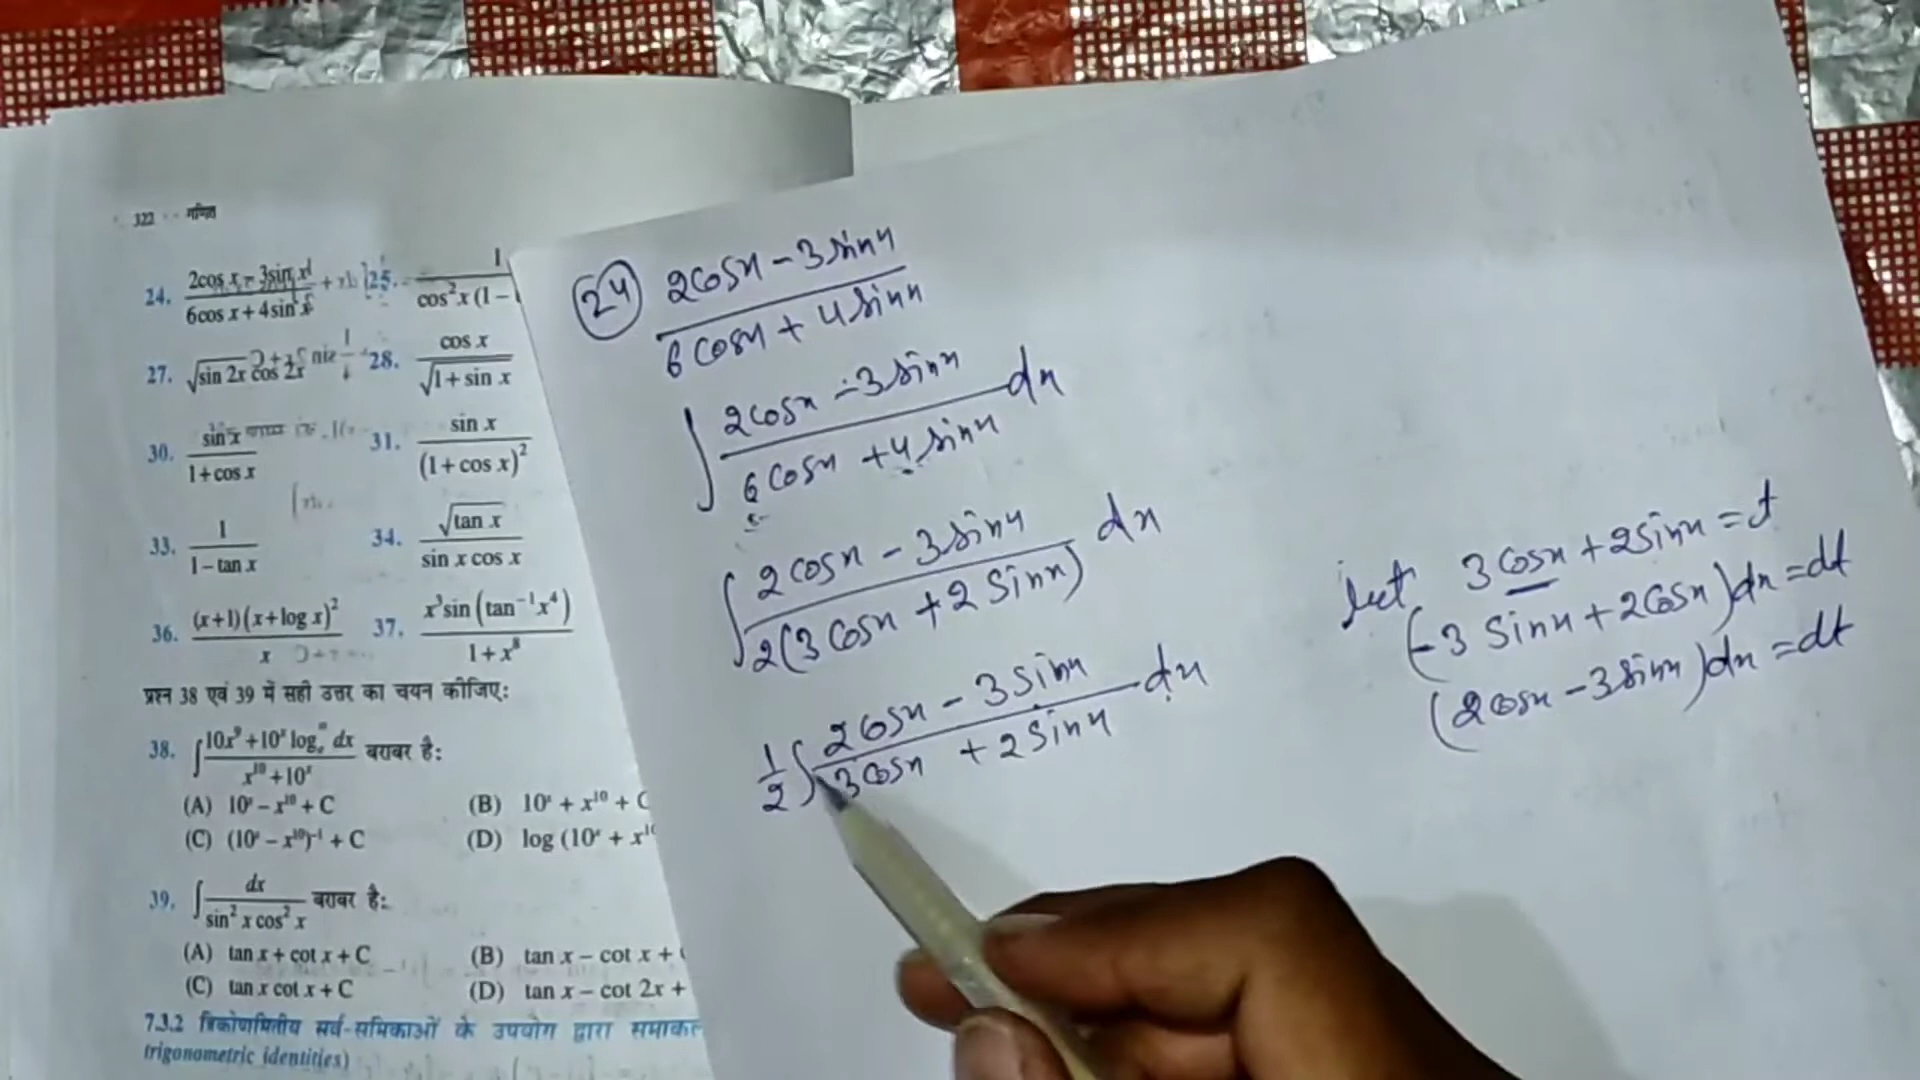 322 गणित
24. (2cos x − 3sin x)/(6cos x + 4sin x) 25. 1/cos² x (1 −
27. √sin 2x cos 2x 28. cos x/√(1 + sin x)
30. sin x/(1 + cos x) 31. sin x/(1 + cos x)²
33. 1/(1 − tan x) 34. √tan x/(sin x cos x)
36. (x+1)(x + log x)²/x 37. x³ sin (tan⁻¹ x⁴)/(1 + x⁸)
प्रश्न 38 एवं 39 में सही उत्तर का चयन कीजिए:
38. ∫ (10x⁹ + 10ˣ logₑ dx)/(x¹⁰ + 10ˣ) बराबर है:
(A) 10ˣ − x¹⁰ + C (B) 10ˣ + x¹⁰ + C
(C) (10ˣ − x¹⁰)⁻¹ + C (D) log (10ˣ + x¹⁰
39. ∫ dx/(sin² x cos² x) बराबर है:
(A) tan x + cot x + C (B) tan x − cot x +
(C) tan x cot x + C (D) tan x − cot 2x +
7.3.2 त्रिकोणमितीय सर्व-समिकाओं के उपयोग द्वारा
trigonometric identities)
(24) (2cosx − 3sinx)/(6cosx + 4sinx)
∫ (2cosx − 3sinx)/(6cosx + 4sinx) dx
∫ (2cosx − 3sinx)/(2(3cosx + 2sinx)) dx
1/2 ∫ (2cosx − 3sinx)/(3cosx + 2sinx) dx
let 3cosx + 2sinx = t
(−3sinx + 2cosx)dx = dt
(2cosx − 3sinx)dx = dt